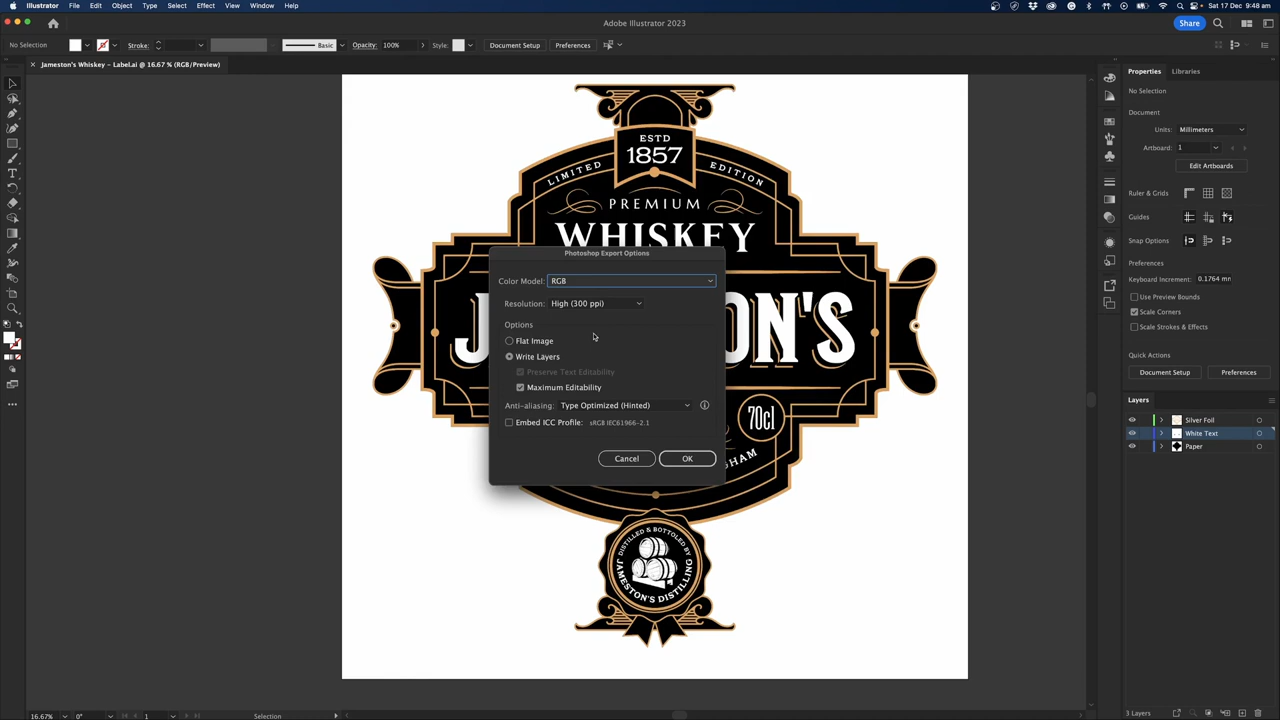 Illustrator File Edit Object Type Select Effect View Window Help
Sat 17 Dec 9:48 am
Adobe Illustrator 2023
Share
No Selection
Stroke:
Basic
Opacity: 100%
Style:
Document Setup
Preferences
× Jameston's Whiskey – Label.ai @ 16.67 % (RGB/Preview)
ESTD
1857
LIMITED EDITION
PREMIUM
WHISKEY
ON'S
70cl
GHAM
DISTILLED & BOTTOLED BY
JAMESTON'S DISTILLING
Photoshop Export Options
Color Model: RGB
Resolution: High (300 ppi)
Options
Flat Image
Write Layers
Preserve Text Editability
Maximum Editability
Anti-aliasing: Type Optimized (Hinted)
Embed ICC Profile: sRGB IEC61966-2.1
Cancel
OK
Properties Libraries
No Selection
Document
Units: Millimeters
Artboard: 1
Edit Artboards
Ruler & Grids
Guides
Snap Options
Preferences
Keyboard Increment: 0.1764 mm
Use Preview Bounds
Scale Corners
Scale Strokes & Effects
Quick Actions
Document Setup
Preferences
Layers
Silver Foil
White Text
Paper
3 Layers
16.67%
0°
1
Selection